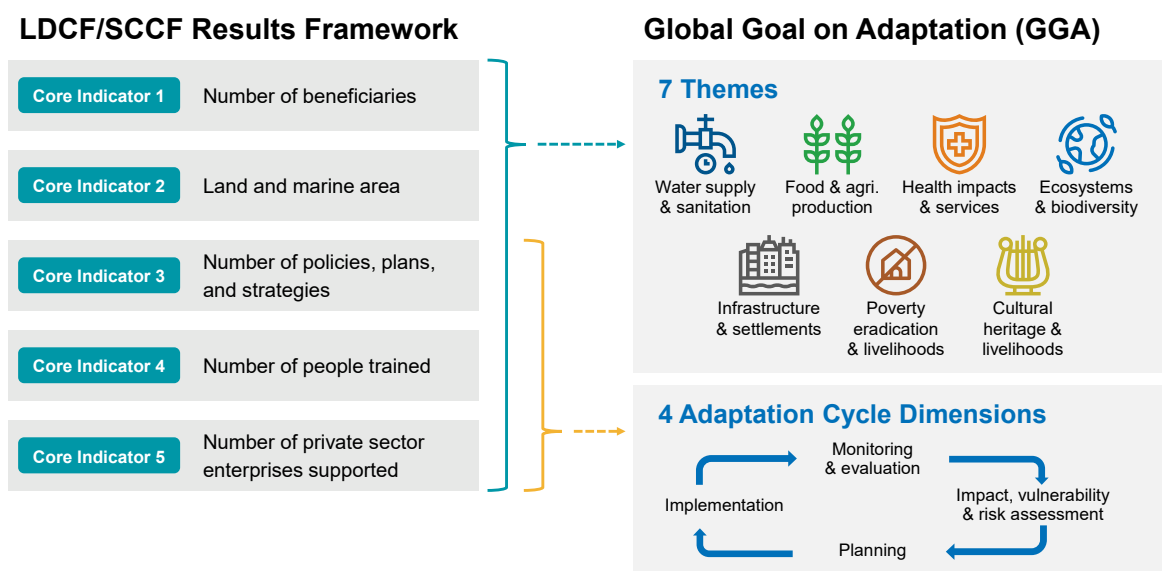 LDCF/SCCF Results Framework
Core Indicator 1
Number of beneficiaries
Core Indicator 2
Land and marine area
Core Indicator 3
Number of policies, plans,
and strategies
Core Indicator 4
Number of people trained
Core Indicator 5
Number of private sector
enterprises supported
Global Goal on Adaptation (GGA)
7 Themes
Water supply
& sanitation
Food & agri.
production
Health impacts
& services
Ecosystems
& biodiversity
Infrastructure
& settlements
Poverty
eradication
& livelihoods
Cultural
heritage &
livelihoods
4 Adaptation Cycle Dimensions
Monitoring
& evaluation
Impact, vulnerability
& risk assessment
Planning
Implementation